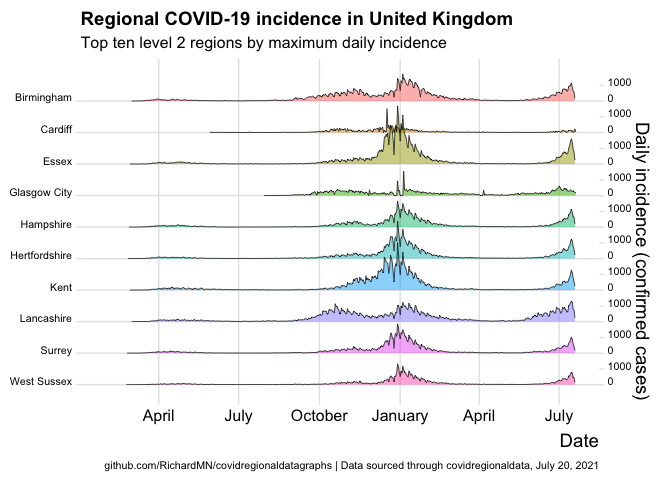 Regional COVID-19 incidence in United Kingdom
Top ten level 2 regions by maximum daily incidence
Birmingham
1000
0
Cardiff
1000
0
Essex
1000
0
Glasgow City
1000
0
Hampshire
1000
0
Hertfordshire
1000
0
Kent
1000
0
Lancashire
1000
0
Surrey
1000
0
West Sussex
1000
0
Daily incidence (confirmed cases)
April July October January April July
Date
github.com/RichardMN/covidregionaldatagraphs | Data sourced through covidregionaldata, July 20, 2021